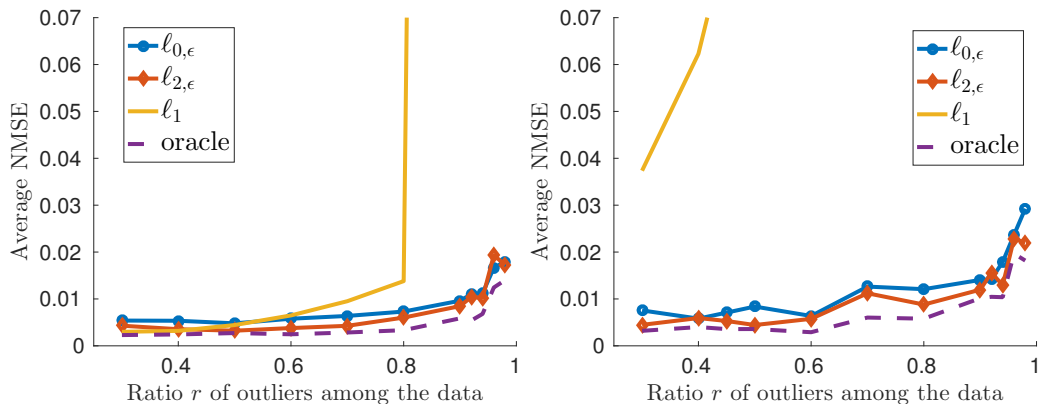 0.07
0.06
0.05
0.04
0.03
0.02
0.01
0
Average NMSE
ℓ0,ϵ
ℓ2,ϵ
ℓ1
oracle
0.4
0.6
0.8
1
Ratio r of outliers among the data
0.07
0.06
0.05
0.04
0.03
0.02
0.01
0
Average NMSE
ℓ0,ϵ
ℓ2,ϵ
ℓ1
oracle
0.4
0.6
0.8
1
Ratio r of outliers among the data